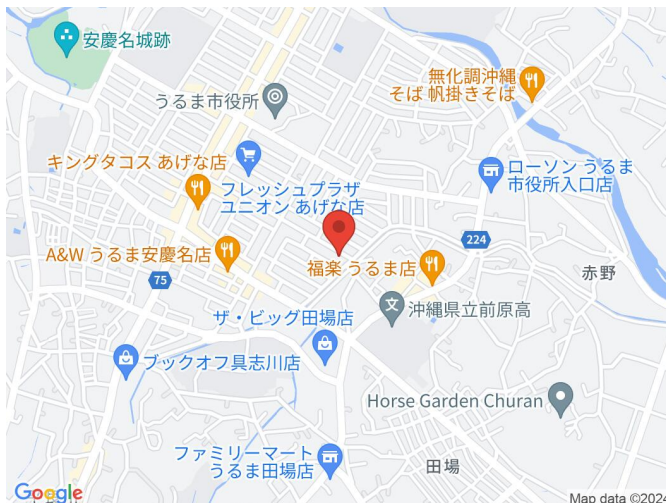 安慶名城跡
無化調沖縄
そば 帆掛きそば
うるま市役所
キングタコス あげな店
フレッシュプラザ
ユニオン あげな店
ローソン うるま
市役所入口店
A&W うるま安慶名店
福楽 うるま店
224
赤野
75
沖縄県立前原高
ザ・ビッグ田場店
ブックオフ具志川店
Horse Garden Churan
ファミリーマート
うるま田場店
田場
Google
Map data ©2024